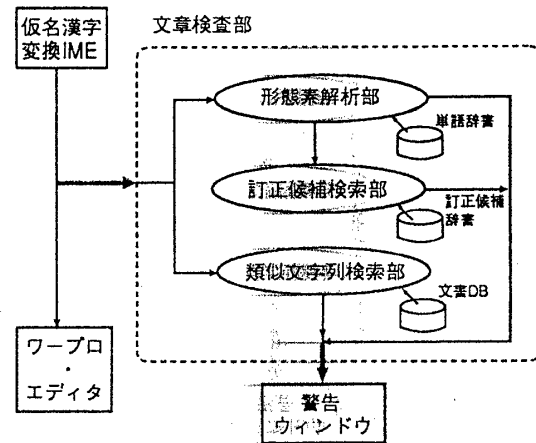 仮名漢字
変換IME
文章検査部
形態素解析部
単語辞書
訂正候補検索部
訂正候補
辞書
類似文字列検索部
文書DB
ワープロ
・
エディタ
警告
ウィンドウ